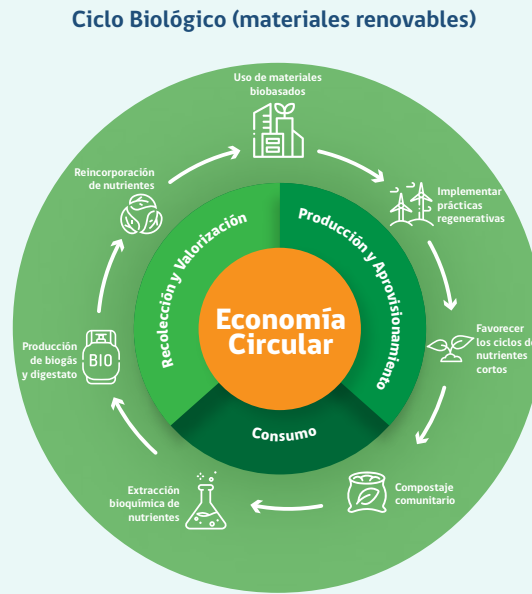 Ciclo Biológico (materiales renovables)
Uso de materiales
biobasados
Implementar
prácticas
regenerativas
Favorecer
los ciclos de
nutrientes
cortos
Compostaje
comunitario
Extracción
bioquímica de
nutrientes
Producción
de biogás
y digestato
BIO
Reincorporación
de nutrientes
Producción y Aprovisionamiento
Consumo
Recolección y Valorización
Economía
Circular